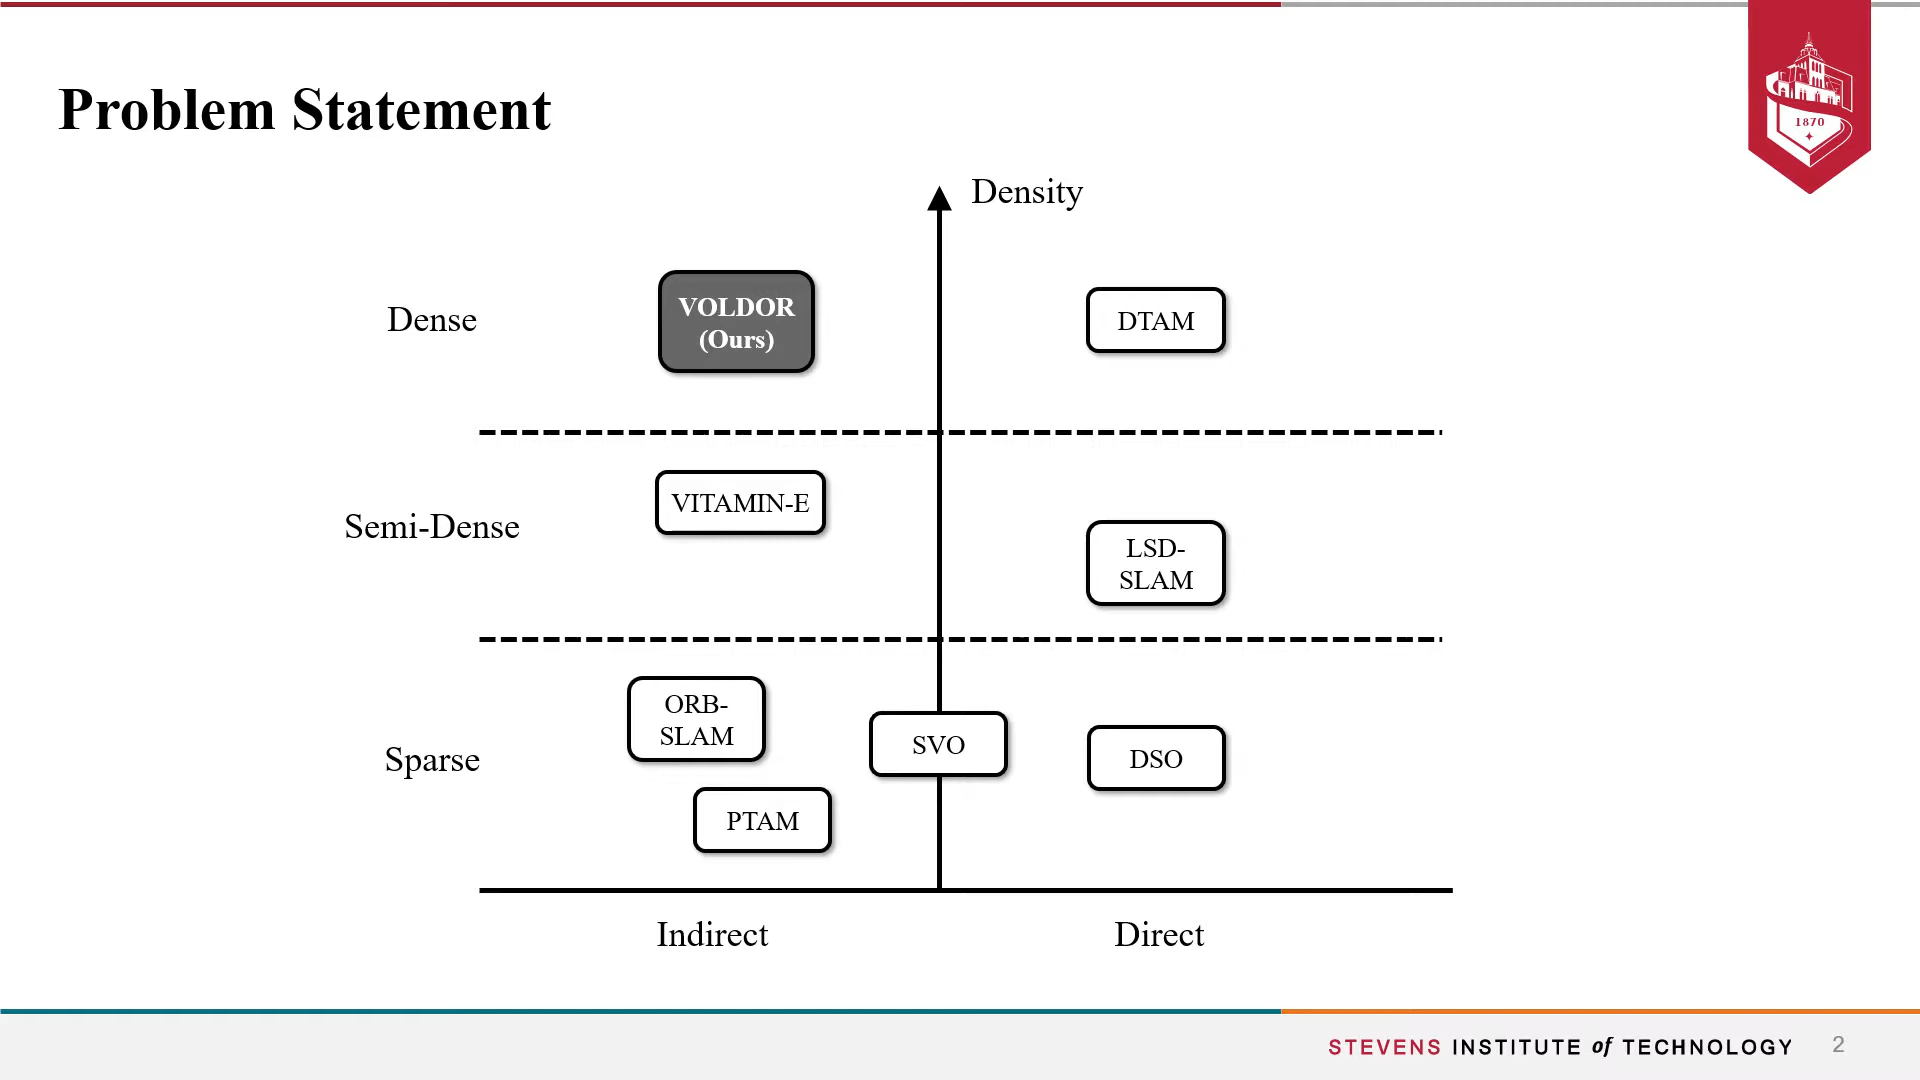 Problem Statement
1870
Density
Dense
VOLDOR
(Ours)
DTAM
Semi-Dense
VITAMIN-E
LSD-
SLAM
Sparse
ORB-
SLAM
SVO
DSO
PTAM
Indirect
Direct
STEVENS INSTITUTE of TECHNOLOGY
2